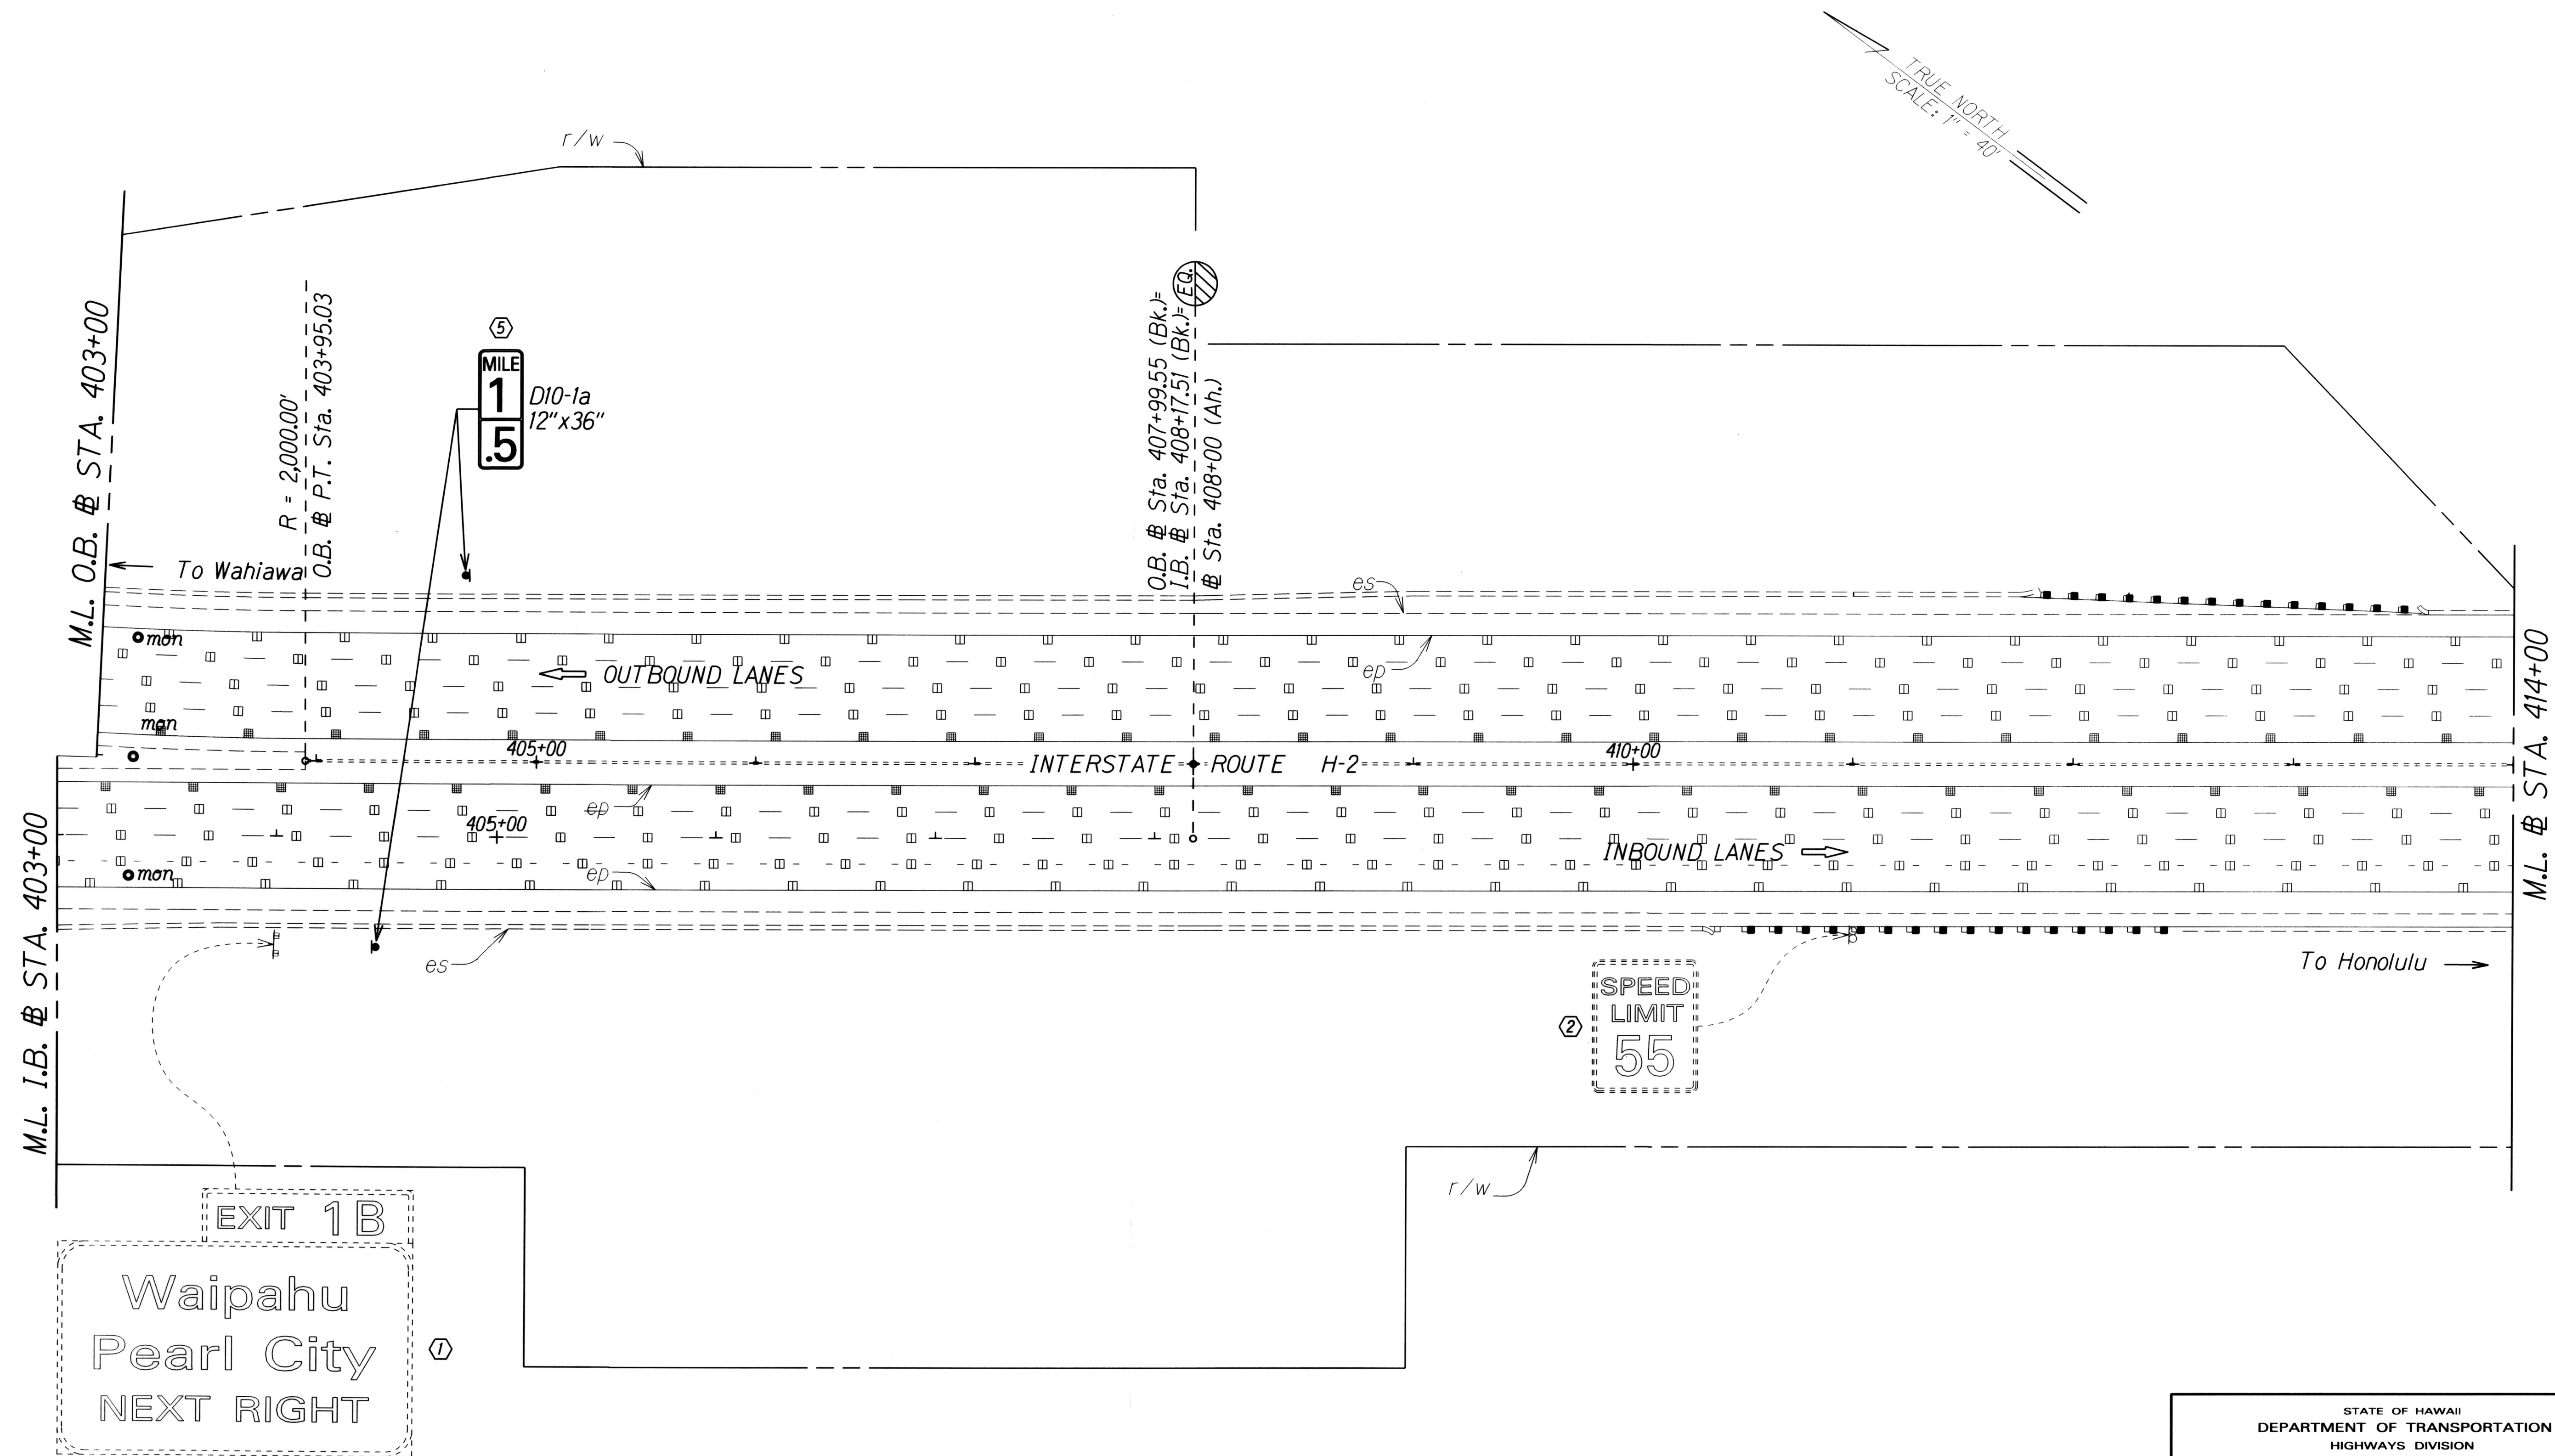 TRUE NORTH
SCALE: 1" = 40'
r/w
M.L. O.B. ℄ STA. 403+00
R = 2,000.00'
O.B. ℄ P.T. Sta. 403+95.03
5
MILE
1
.5
D10-1a
12"x36"
O.B. ℄ Sta. 407+99.55 (Bk.)=
I.B. ℄ Sta. 408+17.51 (Bk.)=
℄ Sta. 408+00 (Ah.)
EQ.
To Wahiawa
es
mon
OUTBOUND LANES
ep
mon
405+00
INTERSTATE ROUTE H-2
410+00
M.L. ℄ STA. 414+00
ep
405+00
INBOUND LANES
mon
ep
M.L. I.B. ℄ STA. 403+00
es
To Honolulu
2
SPEED
LIMIT
55
r/w
EXIT 1B
Waipahu
Pearl City
NEXT RIGHT
1
STATE OF HAWAII
DEPARTMENT OF TRANSPORTATION
HIGHWAYS DIVISION